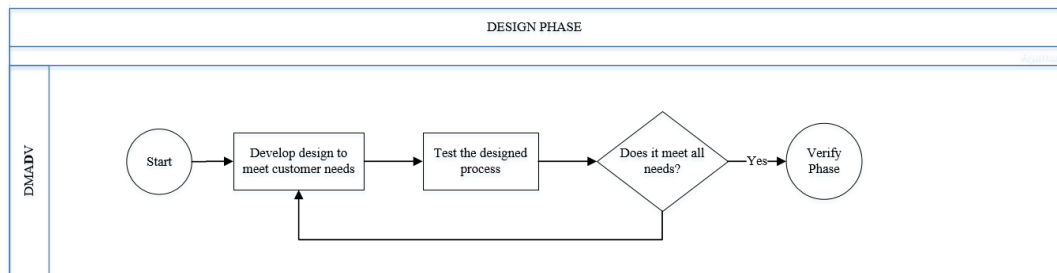 DESIGN PHASE
DMADV
Start
Develop design to
meet customer needs
Test the designed
process
Does it meet all
needs?
Yes
Verify
Phase